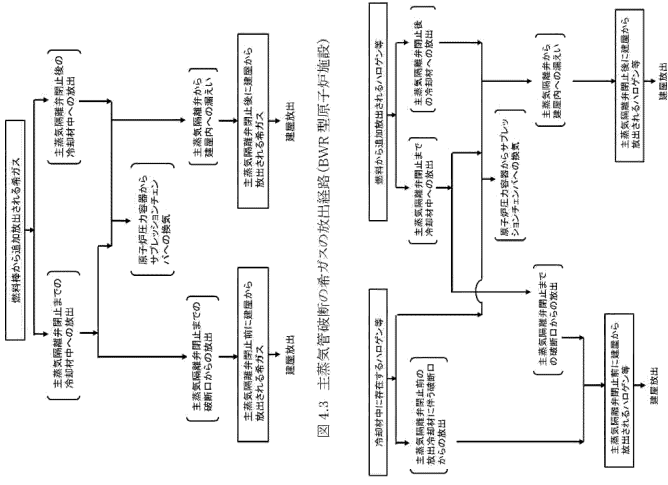 燃料棒から追加放出される希ガス
主蒸気隔離弁閉止までの
冷却材中への放出
主蒸気隔離弁閉止後の
冷却材中への放出
原子炉圧力容器から
サプレッションチェン
バへの換気
主蒸気隔離弁閉止までの
破断口からの放出
主蒸気隔離弁から
建屋内への漏えい
主蒸気隔離弁閉止前に建屋から
放出される希ガス
主蒸気隔離弁閉止後に建屋から
放出される希ガス
建屋放出
建屋放出
図 4.3 主蒸気管破断の希ガスの放出経路(BWR 型原子炉施設)
冷却材中に存在するハロゲン等
燃料から追加放出されるハロゲン等
主蒸気隔離弁閉止前の
放出冷却材に伴う破断口
からの放出
主蒸気隔離弁閉止まで
冷却材中への放出
主蒸気隔離弁閉止後
の冷却材への放出
原子炉圧力容器からサプレッ
ションチェンバへの換気
主蒸気隔離弁閉止まで
の破断口からの放出
主蒸気隔離弁から
建屋内への漏えい
主蒸気隔離弁閉止前に建屋から
放出されるハロゲン等
主蒸気隔離弁閉止後に建屋から
放出されるハロゲン等
建屋放出
建屋放出